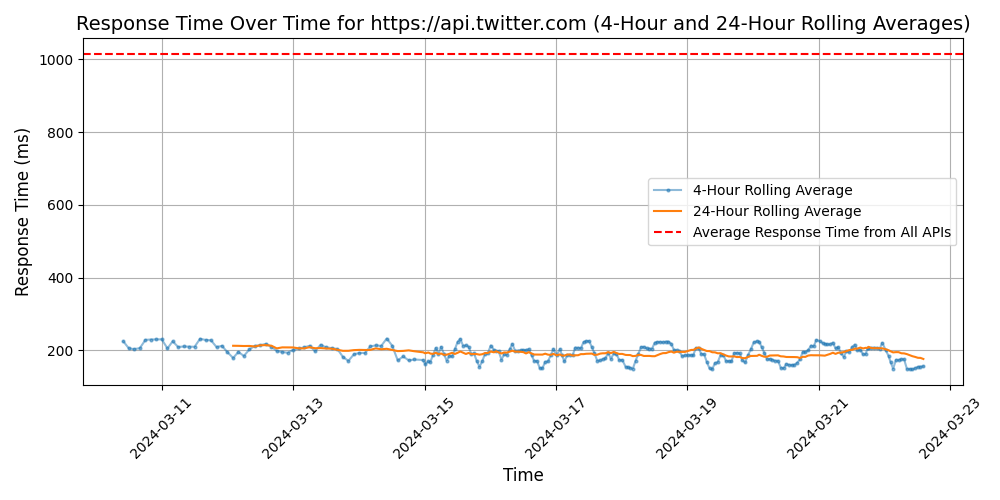 Response Time Over Time for https://api.twitter.com (4-Hour and 24-Hour Rolling Averages)
Response Time (ms)
1000
800
600
400
200
4-Hour Rolling Average
24-Hour Rolling Average
Average Response Time from All APIs
2024-03-11
2024-03-13
2024-03-15
2024-03-17
2024-03-19
2024-03-21
2024-03-23
Time